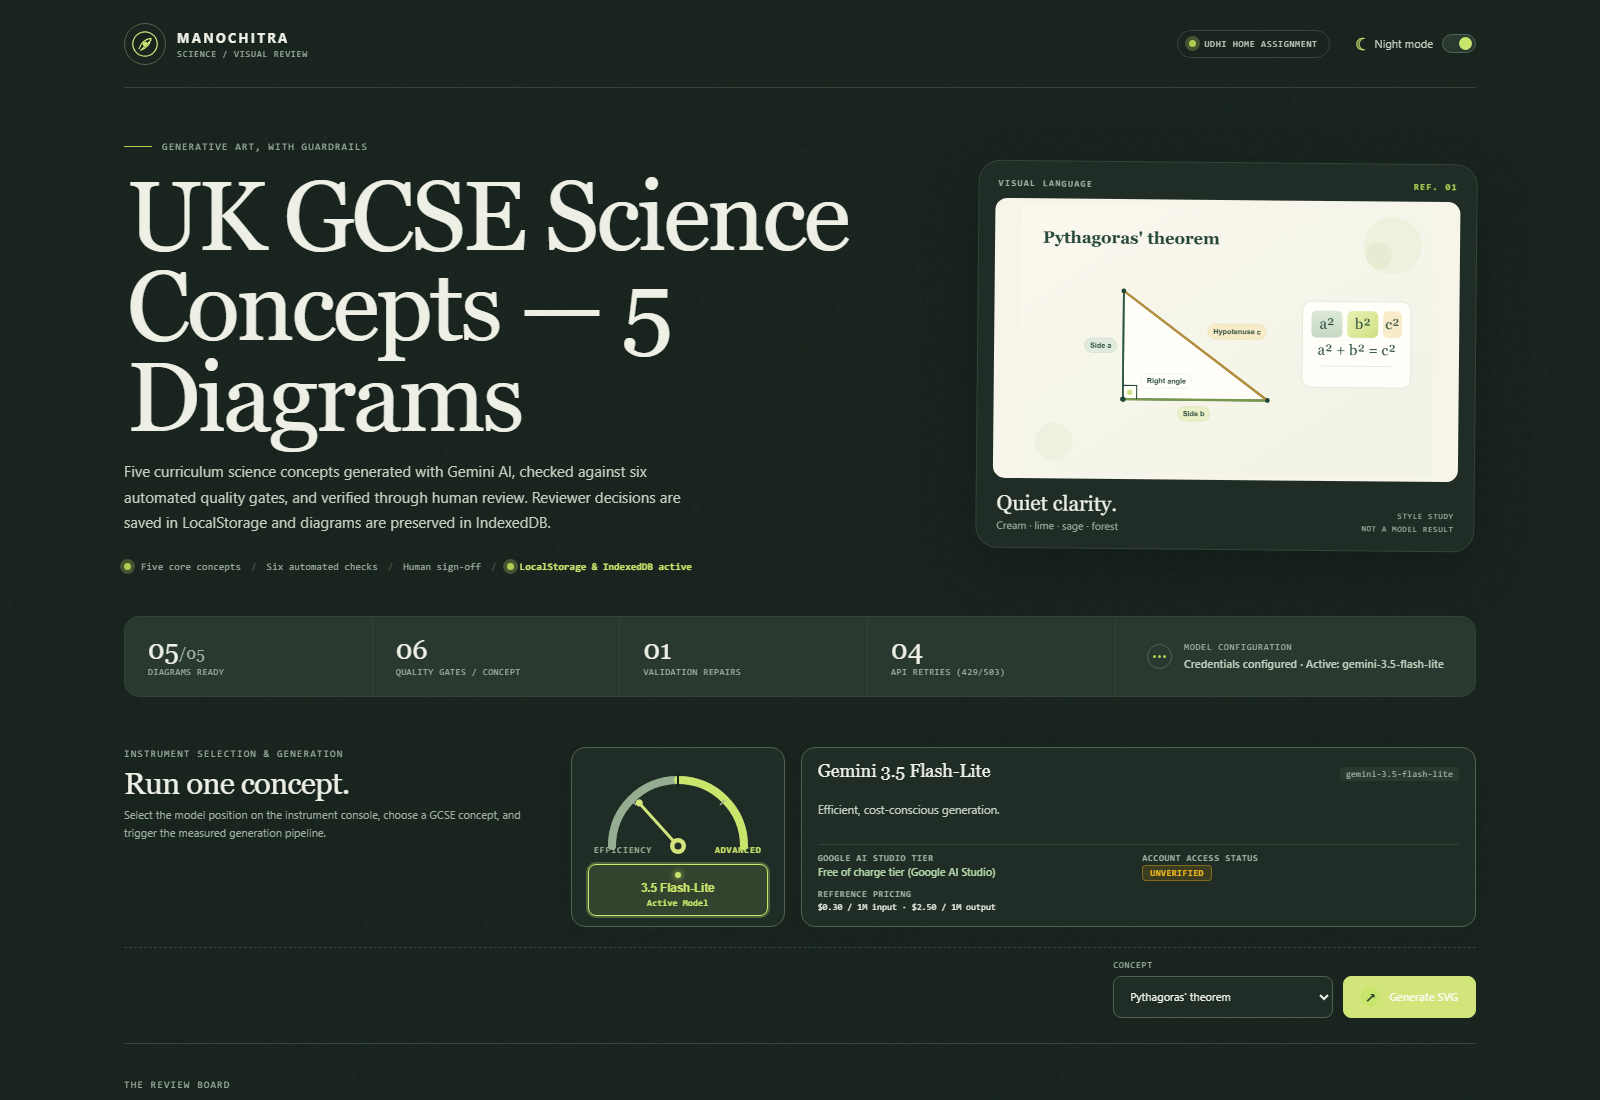 MANOCHITRA
SCIENCE / VISUAL REVIEW
UDHI HOME ASSIGNMENT
Night mode
GENERATIVE ART, WITH GUARDRAILS
UK GCSE Science
Concepts — 5
Diagrams
Five curriculum science concepts generated with Gemini AI, checked against six
automated quality gates, and verified through human review. Reviewer decisions are
saved in LocalStorage and diagrams are preserved in IndexedDB.
Five core concepts / Six automated checks / Human sign-off / LocalStorage & IndexedDB active
VISUAL LANGUAGE
REF. 01
Pythagoras' theorem
Side a
Hypotenuse c
Right angle
Side b
a² b² c²
a² + b² = c²
Quiet clarity.
Cream · lime · sage · forest
STYLE STUDY
NOT A MODEL RESULT
05/05
DIAGRAMS READY
06
QUALITY GATES / CONCEPT
01
VALIDATION REPAIRS
04
API RETRIES (429/503)
MODEL CONFIGURATION
Credentials configured · Active: gemini-3.5-flash-lite
INSTRUMENT SELECTION & GENERATION
Run one concept.
Select the model position on the instrument console, choose a GCSE concept, and
trigger the measured generation pipeline.
EFFICIENCY
ADVANCED
3.5 Flash-Lite
Active Model
Gemini 3.5 Flash-Lite
gemini-3.5-flash-lite
Efficient, cost-conscious generation.
GOOGLE AI STUDIO TIER
Free of charge tier (Google AI Studio)
ACCOUNT ACCESS STATUS
UNVERIFIED
REFERENCE PRICING
$0.30 / 1M input · $2.50 / 1M output
CONCEPT
Pythagoras' theorem
Generate SVG
THE REVIEW BOARD